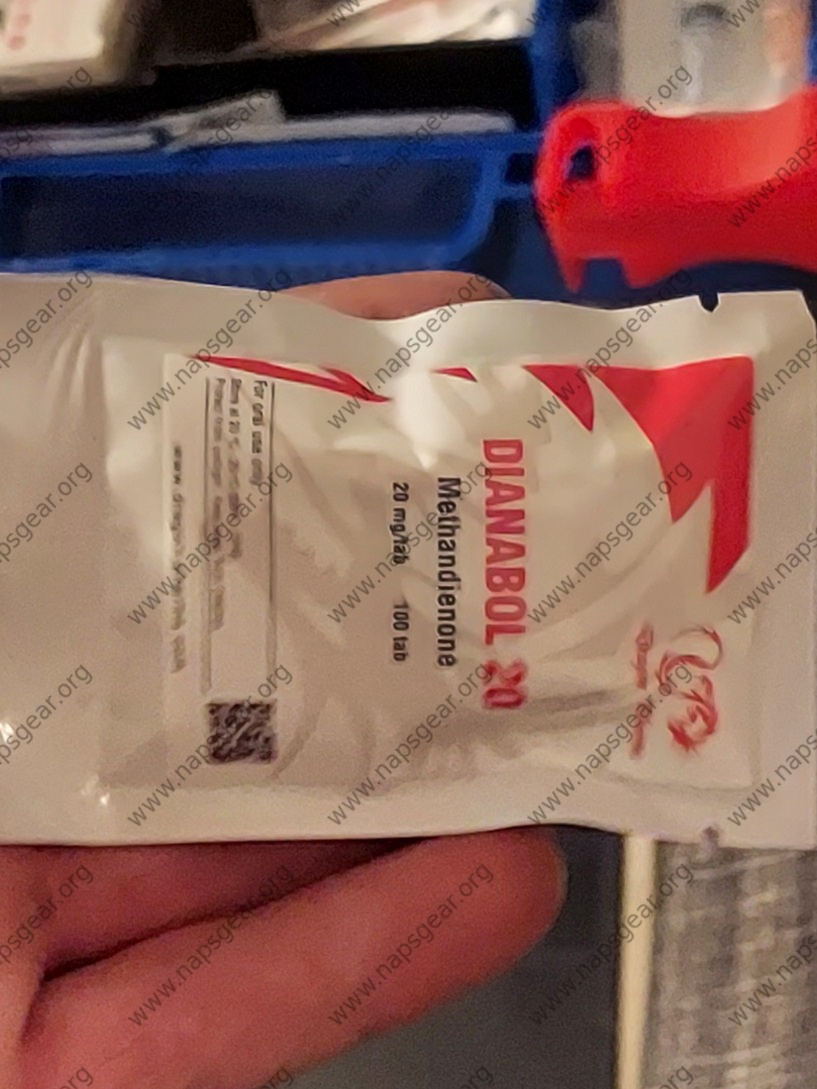 DIANABOL 20
Methandienone
20 mg/tab 100 tab
For oral use only
www.napsgear.org